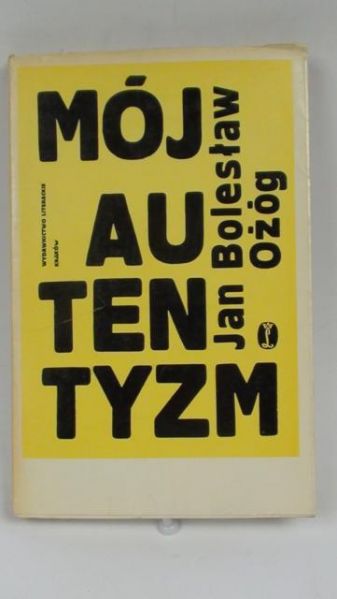 MÓJ
AU
TEN
TYZM
Jan Bolesław
Ożóg
WYDAWNICTWO LITERACKIE
KRAKÓW